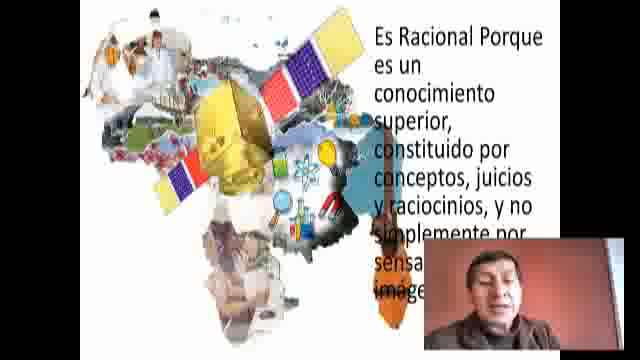 Es Racional Porque
es un
conocimiento
superior,
constituido por
conceptos, juicios
y raciocinios, y no
simplemente por